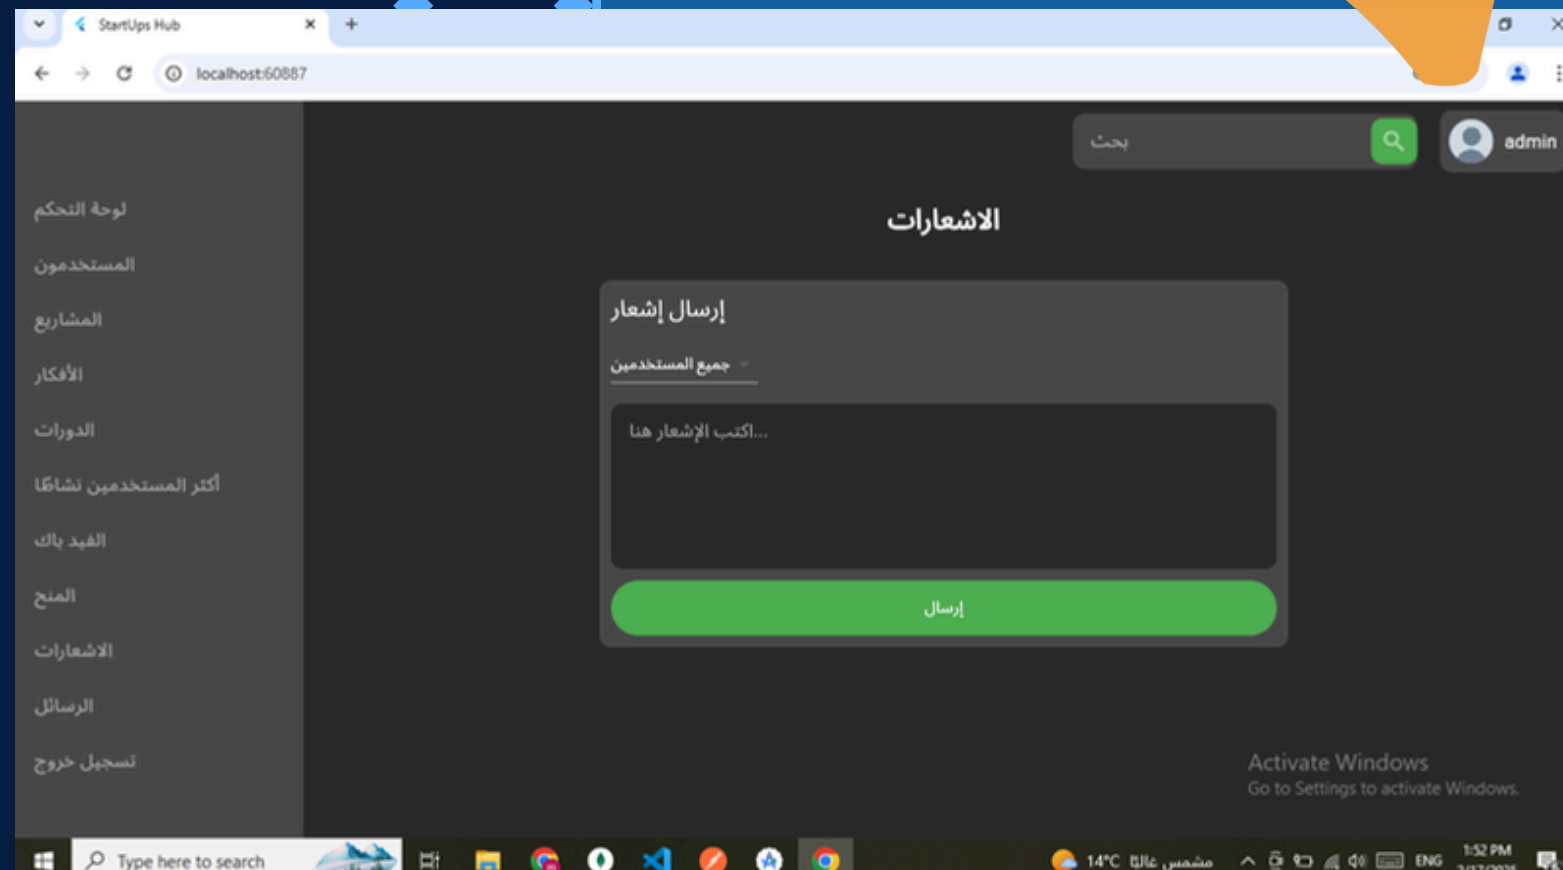 StartUps Hub
localhost:60887
بحث
admin
لوحة التحكم
المستخدمون
المشاريع
الأفكار
الدورات
أكثر المستخدمين نشاطًا
الفيد باك
المنح
الاشعارات
الرسائل
تسجيل خروج
الاشعارات
إرسال إشعار
جميع المستخدمين
اكتب الإشعار هنا...
إرسال
Activate Windows
Go to Settings to activate Windows.
Type here to search
14°C مشمس غالبًا
ENG
1:52 PM